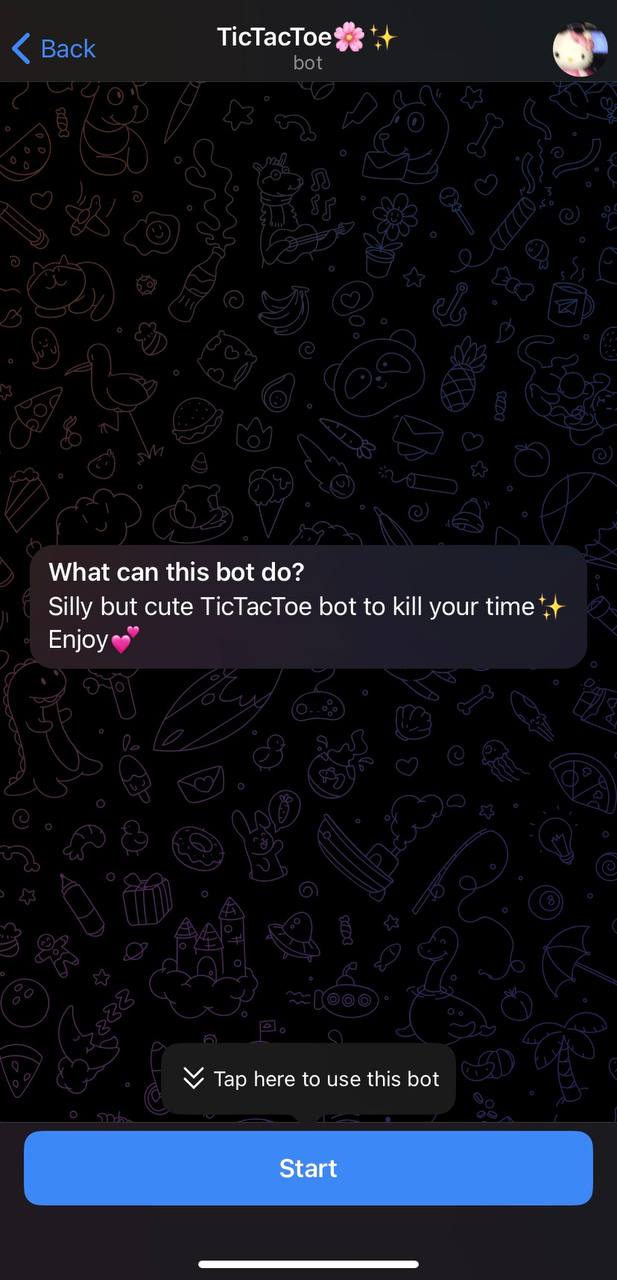 Back
TicTacToe🌸✨
bot
What can this bot do?
Silly but cute TicTacToe bot to kill your time✨
Enjoy💕
Tap here to use this bot
Start